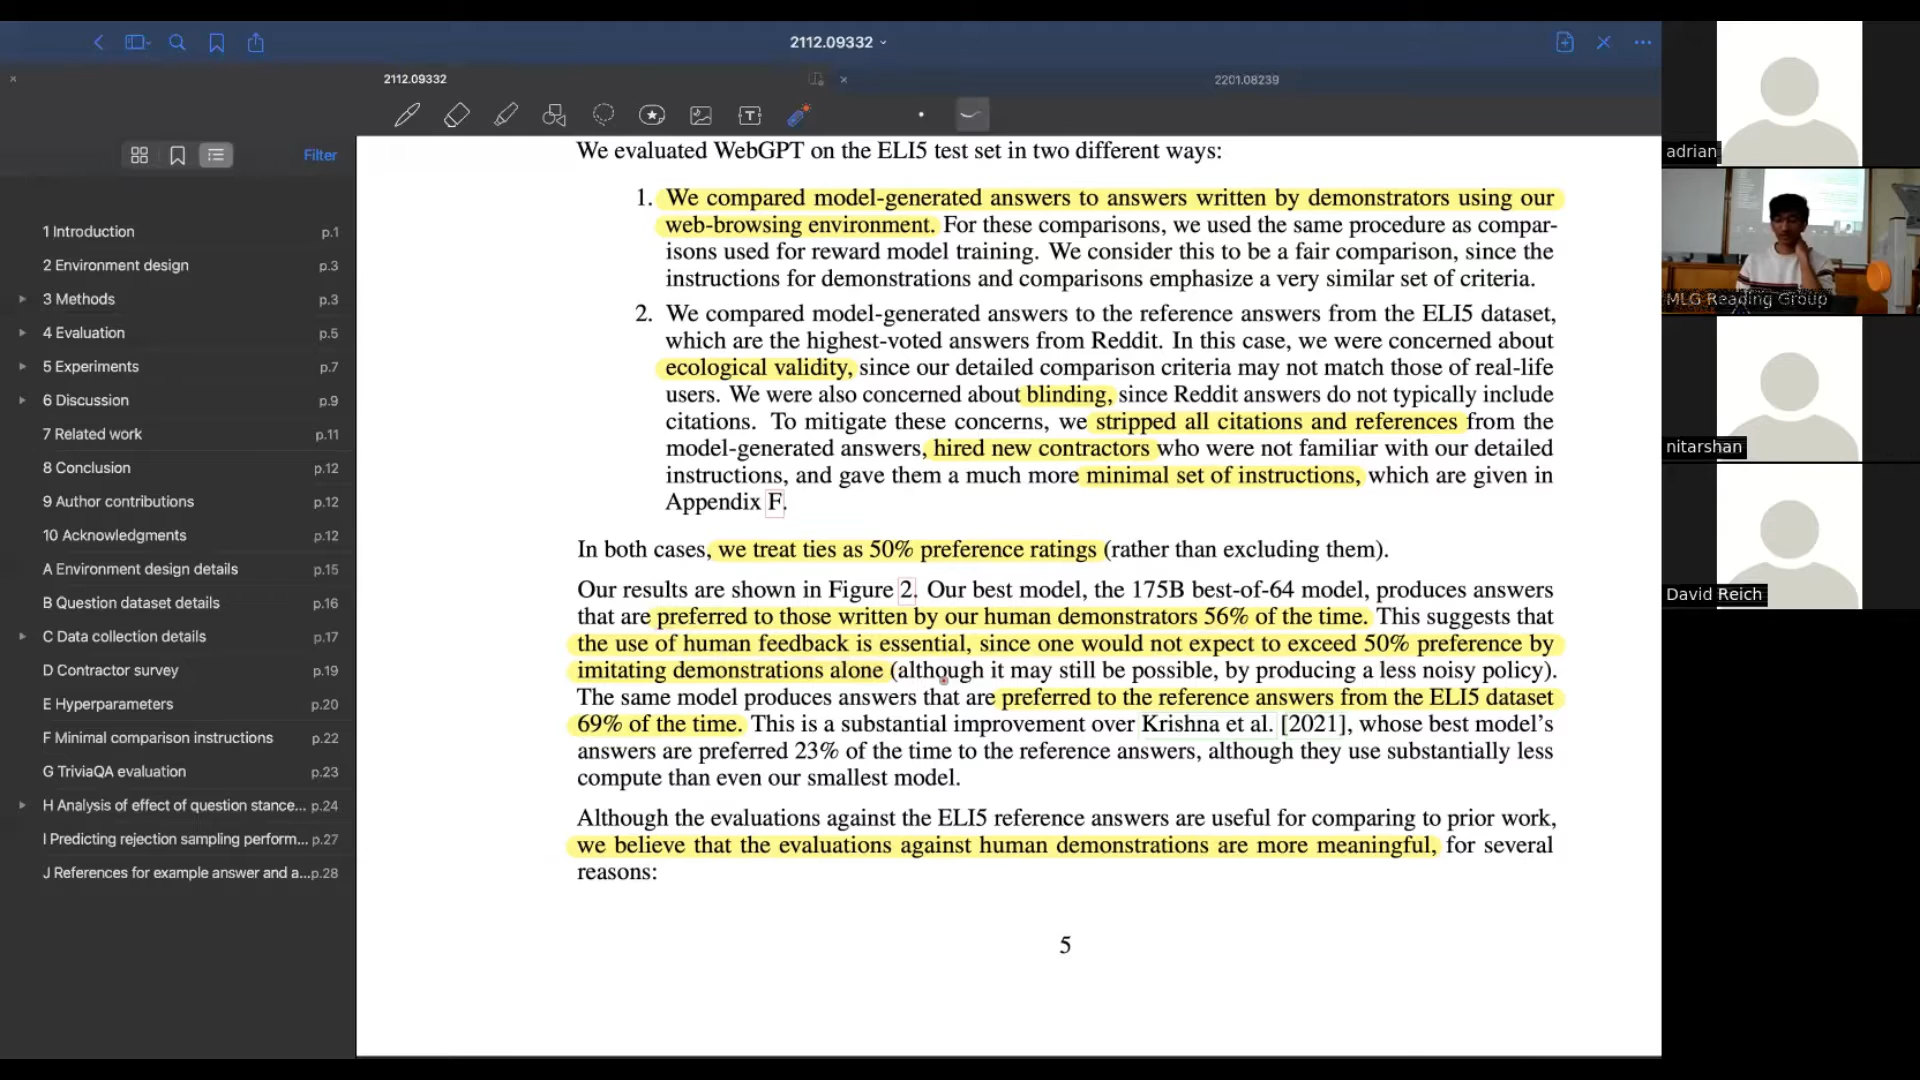 2112.09332
2112.09332
2201.08239
Filter
1 Introduction p.1
2 Environment design p.3
3 Methods p.3
4 Evaluation p.5
5 Experiments p.7
6 Discussion p.9
7 Related work p.11
8 Conclusion p.12
9 Author contributions p.12
10 Acknowledgments p.12
A Environment design details p.15
B Question dataset details p.16
C Data collection details p.17
D Contractor survey p.19
E Hyperparameters p.20
F Minimal comparison instructions p.22
G TriviaQA evaluation p.23
H Analysis of effect of question stance... p.24
I Predicting rejection sampling perform... p.27
J References for example answer and a... p.28
We evaluated WebGPT on the ELI5 test set in two different ways:
1. We compared model-generated answers to answers written by demonstrators using our
web-browsing environment. For these comparisons, we used the same procedure as compar-
isons used for reward model training. We consider this to be a fair comparison, since the
instructions for demonstrations and comparisons emphasize a very similar set of criteria.
2. We compared model-generated answers to the reference answers from the ELI5 dataset,
which are the highest-voted answers from Reddit. In this case, we were concerned about
ecological validity, since our detailed comparison criteria may not match those of real-life
users. We were also concerned about blinding, since Reddit answers do not typically include
citations. To mitigate these concerns, we stripped all citations and references from the
model-generated answers, hired new contractors who were not familiar with our detailed
instructions, and gave them a much more minimal set of instructions, which are given in
Appendix F.
In both cases, we treat ties as 50% preference ratings (rather than excluding them).
Our results are shown in Figure 2. Our best model, the 175B best-of-64 model, produces answers
that are preferred to those written by our human demonstrators 56% of the time. This suggests that
the use of human feedback is essential, since one would not expect to exceed 50% preference by
imitating demonstrations alone (although it may still be possible, by producing a less noisy policy).
The same model produces answers that are preferred to the reference answers from the ELI5 dataset
69% of the time. This is a substantial improvement over Krishna et al. [2021], whose best model's
answers are preferred 23% of the time to the reference answers, although they use substantially less
compute than even our smallest model.
Although the evaluations against the ELI5 reference answers are useful for comparing to prior work,
we believe that the evaluations against human demonstrations are more meaningful, for several
reasons:
5
adrian
MLG Reading Group
nitarshan
David Reich